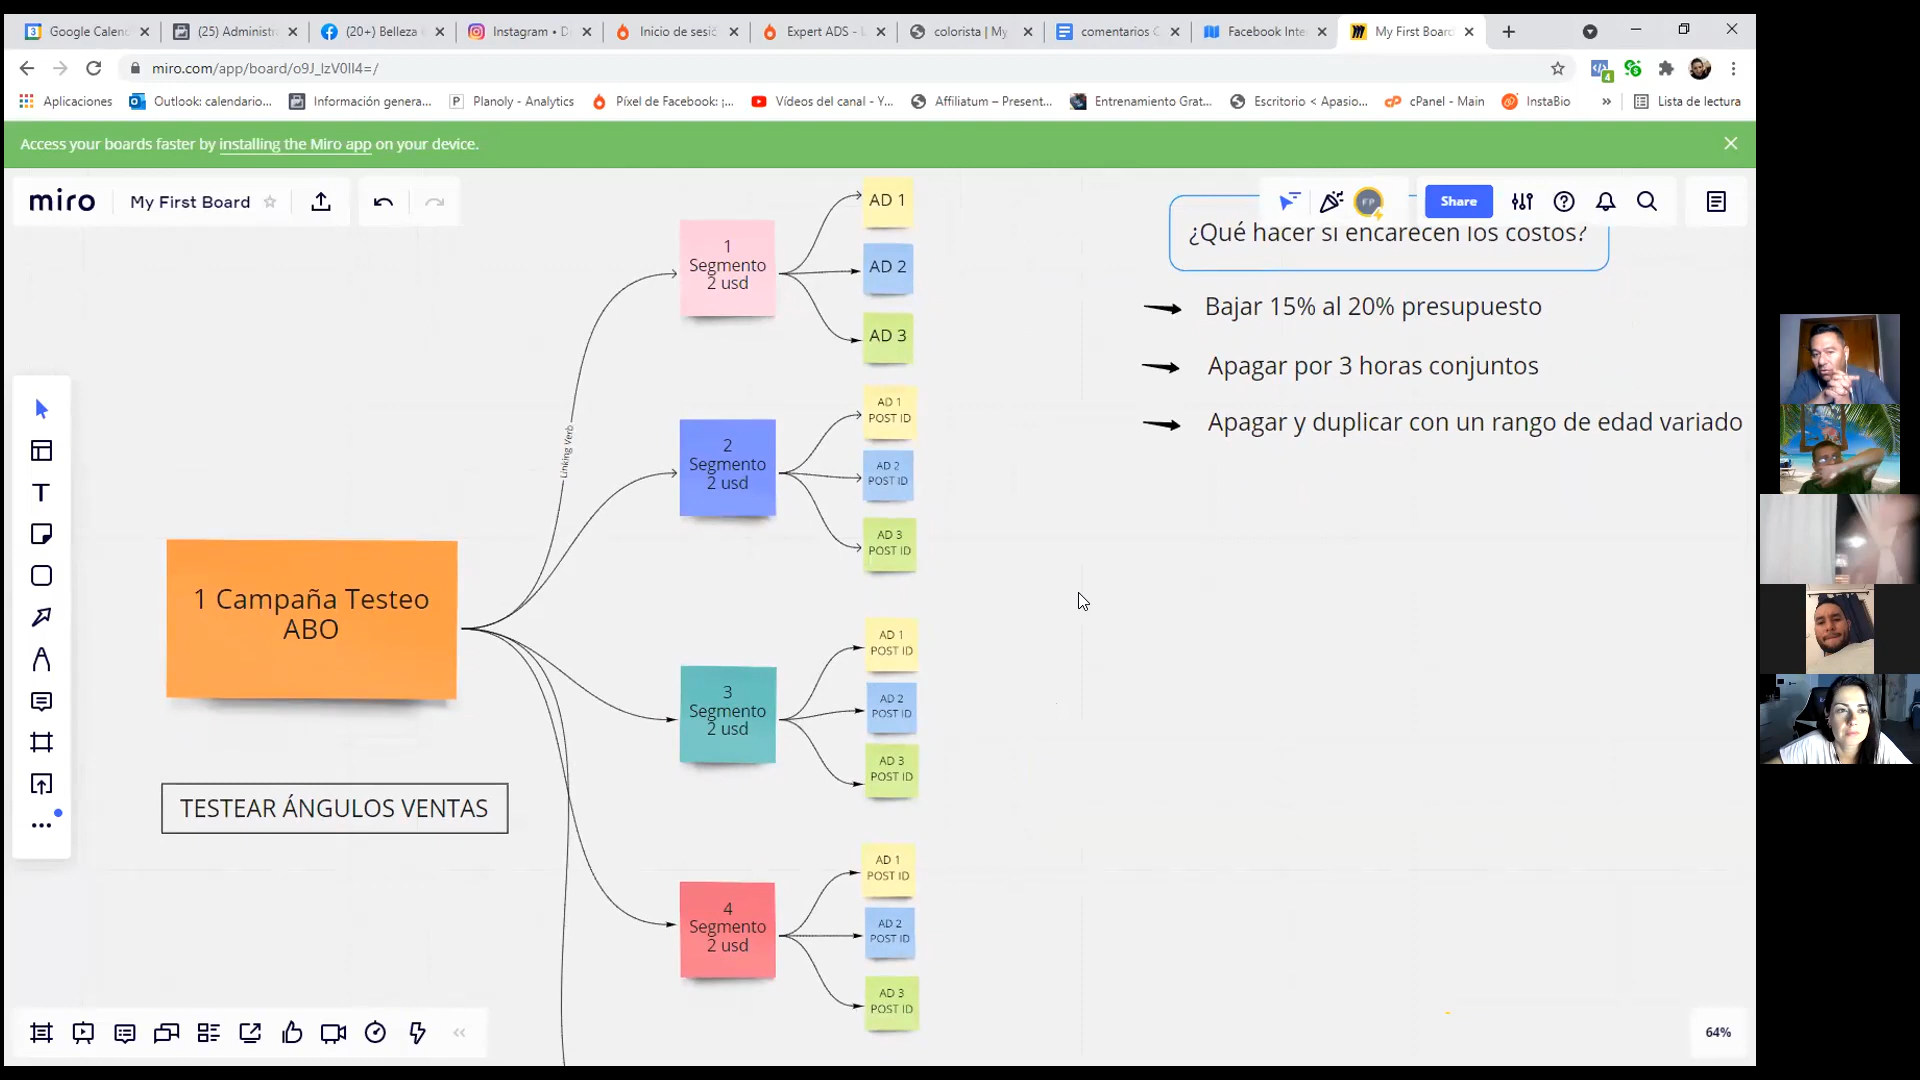 Google Calen
(25) Administr
(20+) Belleza
Instagram • D
Inicio de sesió
Expert ADS - L
colorista | My
comentarios C
Facebook Inte
My First Board
miro.com/app/board/o9J_lzV0II4=/
4
Aplicaciones
Outlook: calendario...
Información genera...
Planoly - Analytics
Píxel de Facebook: ¡...
Vídeos del canal - Y...
Affiliatum – Present...
Entrenamiento Grat...
Escritorio < Apasio...
cPanel - Main
InstaBio
»
Lista de lectura
Access your boards faster by installing the Miro app on your device.
miro
My First Board
FP
Share
¿Qué hacer si encarecen los costos?
Bajar 15% al 20% presupuesto
Apagar por 3 horas conjuntos
Apagar y duplicar con un rango de edad variado
1 Campaña Testeo
ABO
TESTEAR ÁNGULOS VENTAS
Linking Verb
1
Segmento
2 usd
AD 1
AD 2
AD 3
2
Segmento
2 usd
AD 1
POST ID
AD 2
POST ID
AD 3
POST ID
3
Segmento
2 usd
AD 1
POST ID
AD 2
POST ID
AD 3
POST ID
4
Segmento
2 usd
AD 1
POST ID
AD 2
POST ID
AD 3
POST ID
64%